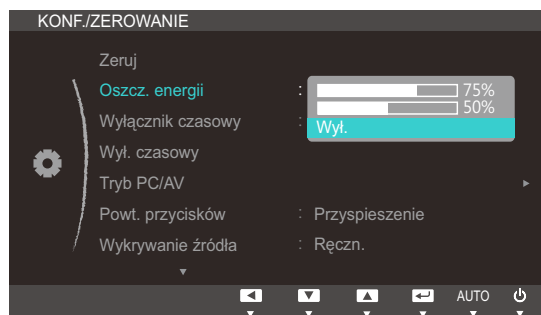 KONF./ZEROWANIE
Zeruj
Oszcz. energii : 75%
50%
Wyłącznik czasowy : Wył.
Wył. czasowy
Tryb PC/AV
Powt. przycisków : Przyspieszenie
Wykrywanie źródła : Ręczn.
AUTO